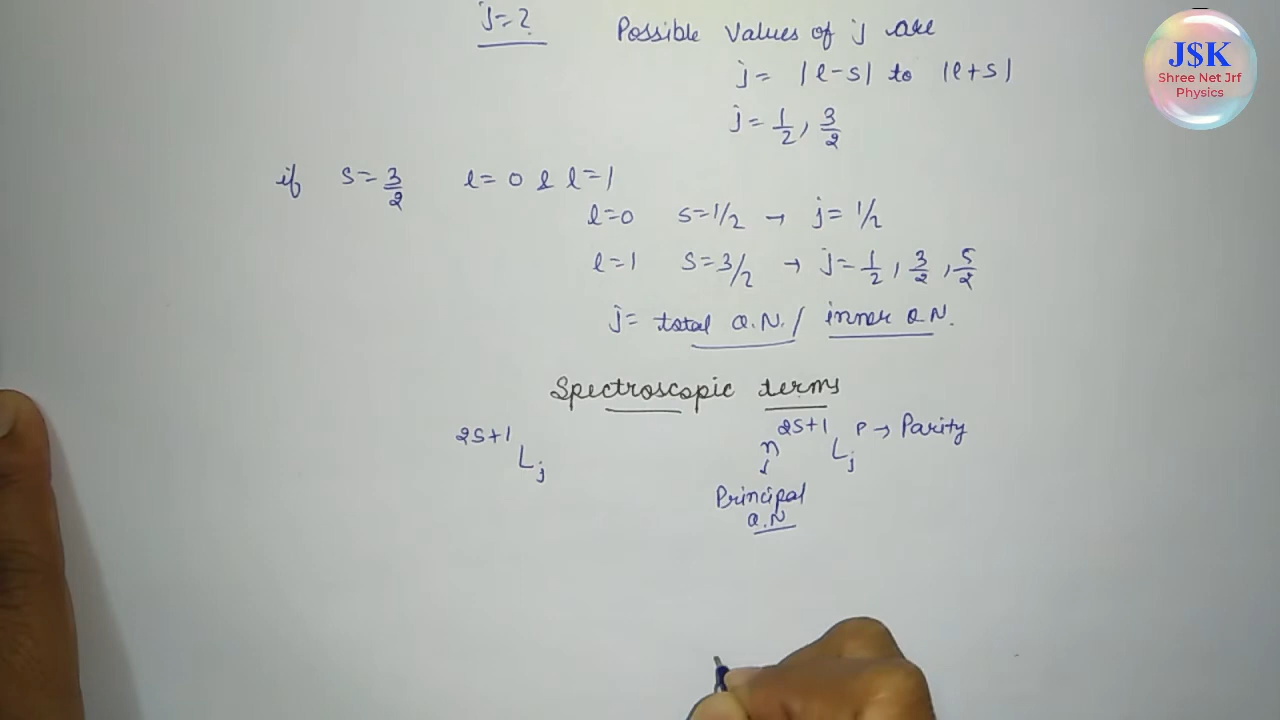 j=?
Possible Values of j are
j= |l-s| to |l+s|
j= 1/2, 3/2
if s= 3/2 l= 0 & l=1
l=0 s=1/2 → j= 1/2
l=1 s=3/2 → j= 1/2, 3/2, 5/2
j= total Q.N. / inner Q.N.
Spectroscopic terms
2s+1 L j
n 2s+1 L j P → Parity
↓
Principal
Q.N
JSK
Shree Net Jrf
Physics